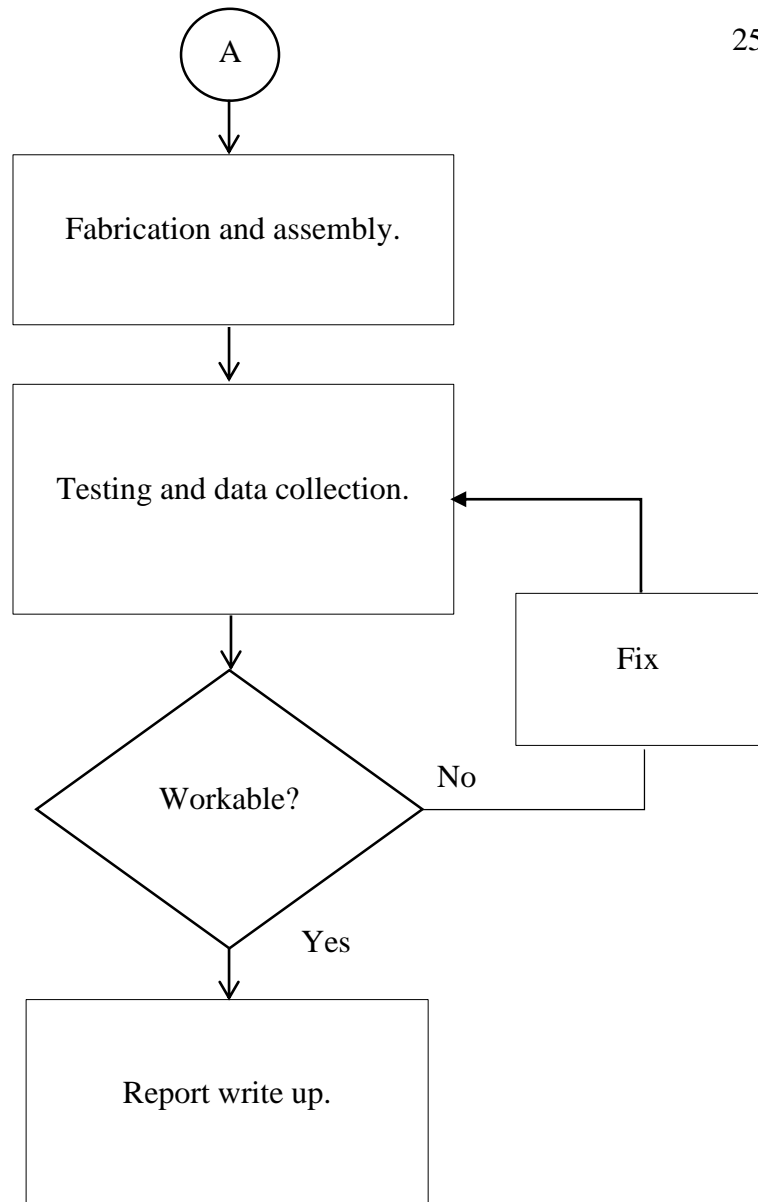 25
A
Fabrication and assembly.
Testing and data collection.
Fix
Workable?
No
Yes
Report write up.